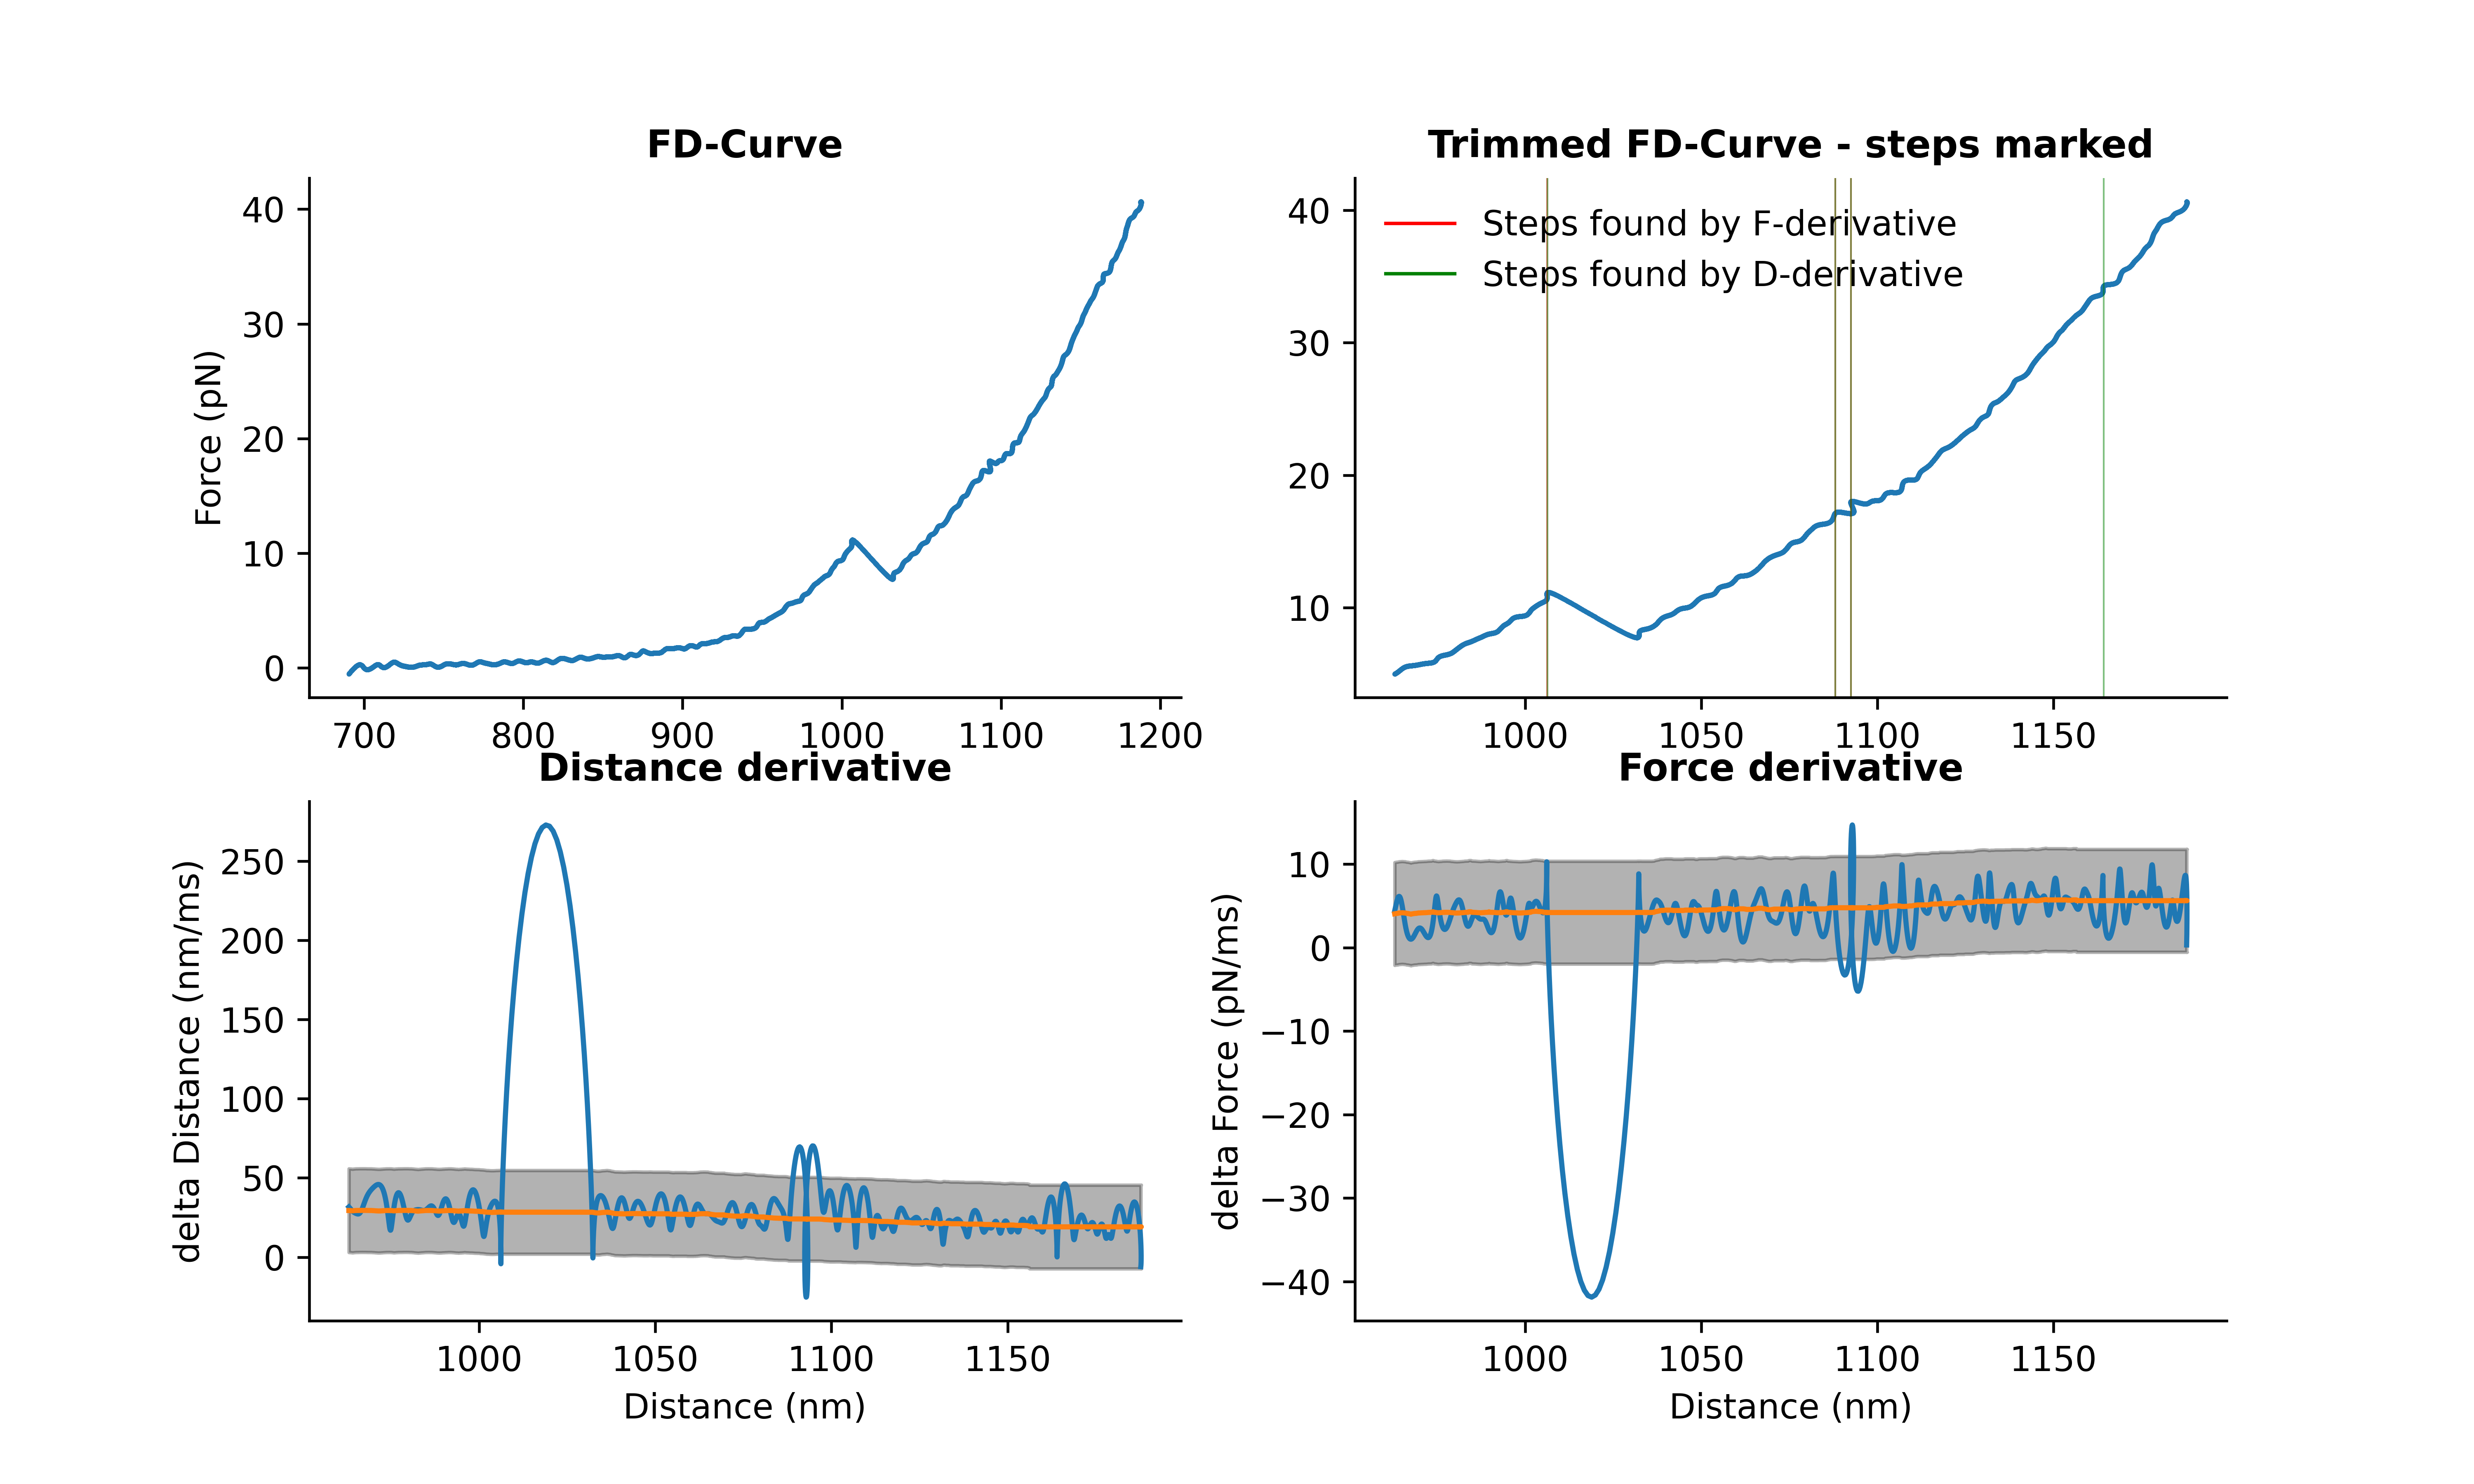 FD-Curve
Force (pN)
40
30
20
10
0
700 800 900 1000 1100 1200
Trimmed FD-Curve - steps marked
Steps found by F-derivative
Steps found by D-derivative
40
30
20
10
1000 1050 1100 1150
Distance derivative
delta Distance (nm/ms)
250
200
150
100
50
0
1000 1050 1100 1150
Distance (nm)
Force derivative
delta Force (pN/ms)
10
0
−10
−20
−30
−40
1000 1050 1100 1150
Distance (nm)